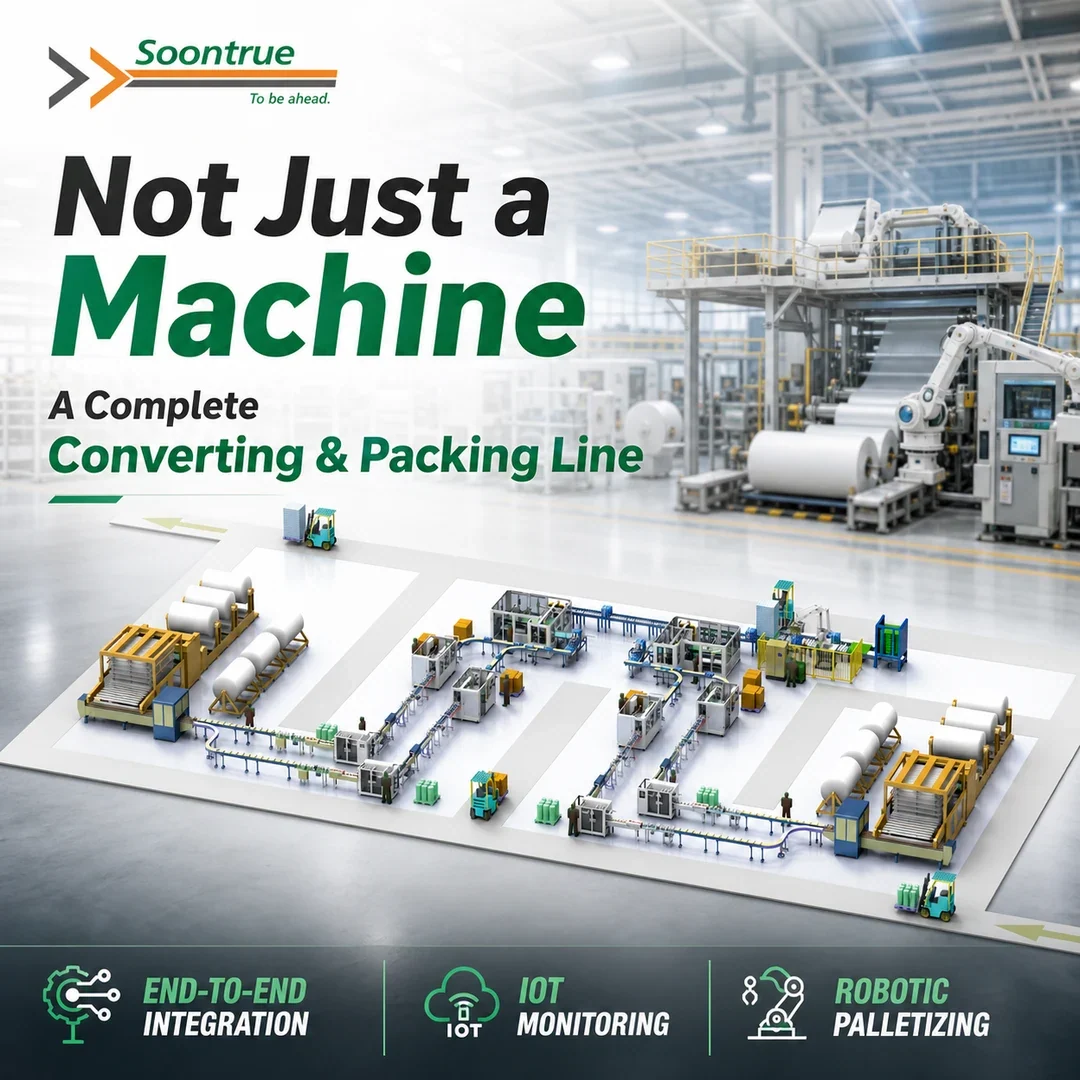 Soontrue
To be ahead.
Not Just a
Machine
A Complete
Converting & Packing Line
END-TO-END
INTEGRATION
IOT
IOT
MONITORING
ROBOTIC
PALLETIZING